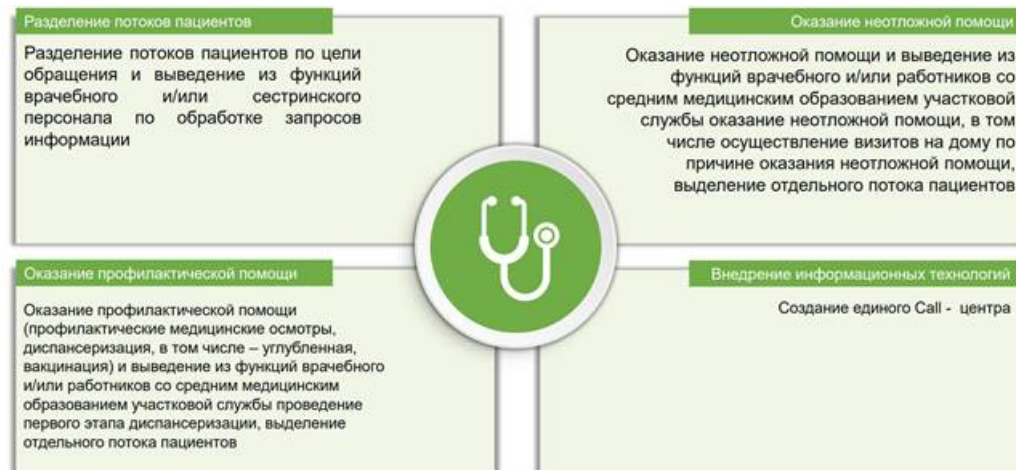 Разделение потоков пациентов
Разделение потоков пациентов по цели
обращения и выведение из функций
врачебного и/или сестринского
персонала по обработке запросов
информации
Оказание неотложной помощи
Оказание неотложной помощи и выведение из
функций врачебного и/или работников со
средним медицинским образованием участковой
службы оказание неотложной помощи, в том
числе осуществление визитов на дому по
причине оказания неотложной помощи,
выделение отдельного потока пациентов
Оказание профилактической помощи
Оказание профилактической помощи
(профилактические медицинские осмотры,
диспансеризация, в том числе – углубленная,
вакцинация) и выведение из функций врачебного
и/или работников со средним медицинским
образованием участковой службы проведение
первого этапа диспансеризации, выделение
отдельного потока пациентов
Внедрение информационных технологий
Создание единого Call - центра